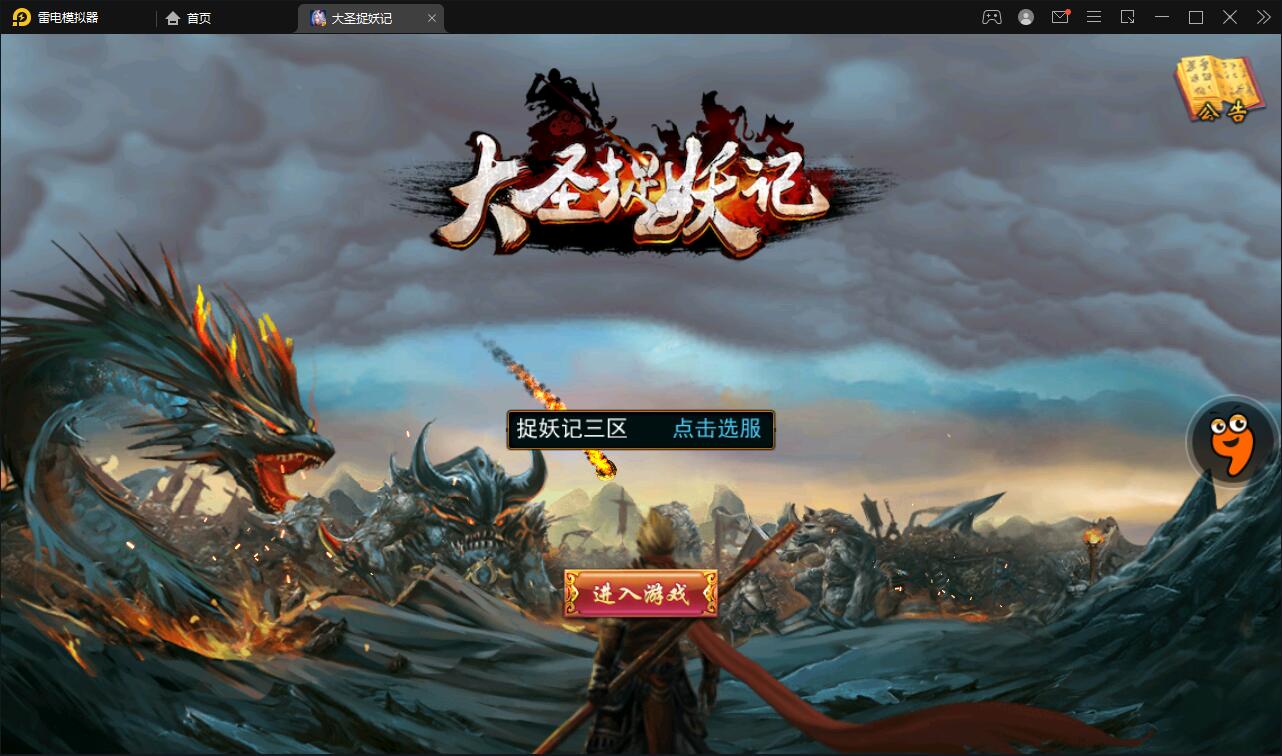 雷电模拟器
首页
大圣捉妖记
公告
大圣捉妖记
捉妖记三区 点击选服
进入游戏